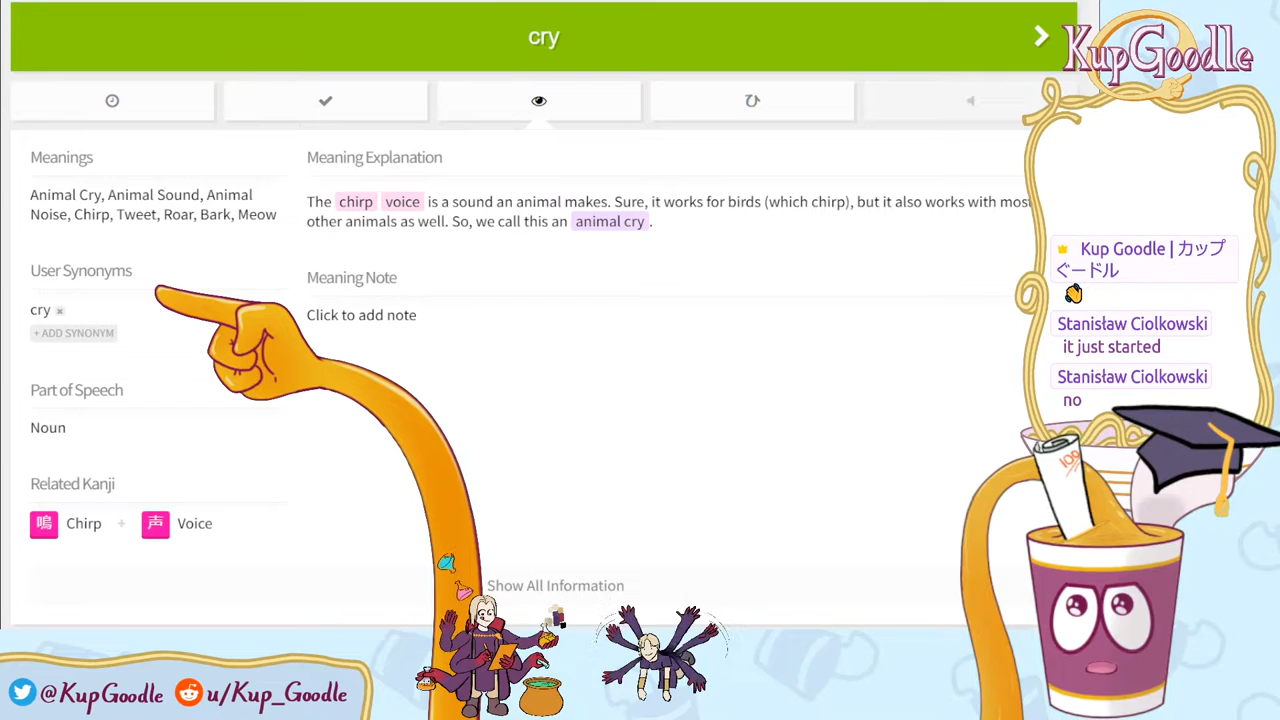 cry
KupGoodle
ひ
Meanings
Animal Cry, Animal Sound, Animal
Noise, Chirp, Tweet, Roar, Bark, Meow
User Synonyms
cry
+ ADD SYNONYM
Part of Speech
Noun
Related Kanji
鳴 Chirp + 声 Voice
Meaning Explanation
The chirp voice is a sound an animal makes. Sure, it works for birds (which chirp), but it also works with
other animals as well. So, we call this an animal cry.
Meaning Note
Click to add note
Show All Information
Kup Goodle | カップ
ぐードル
Stanisław Ciolkowski
it just started
Stanisław Ciolkowski
no
100
@KupGoodle u/Kup_Goodle